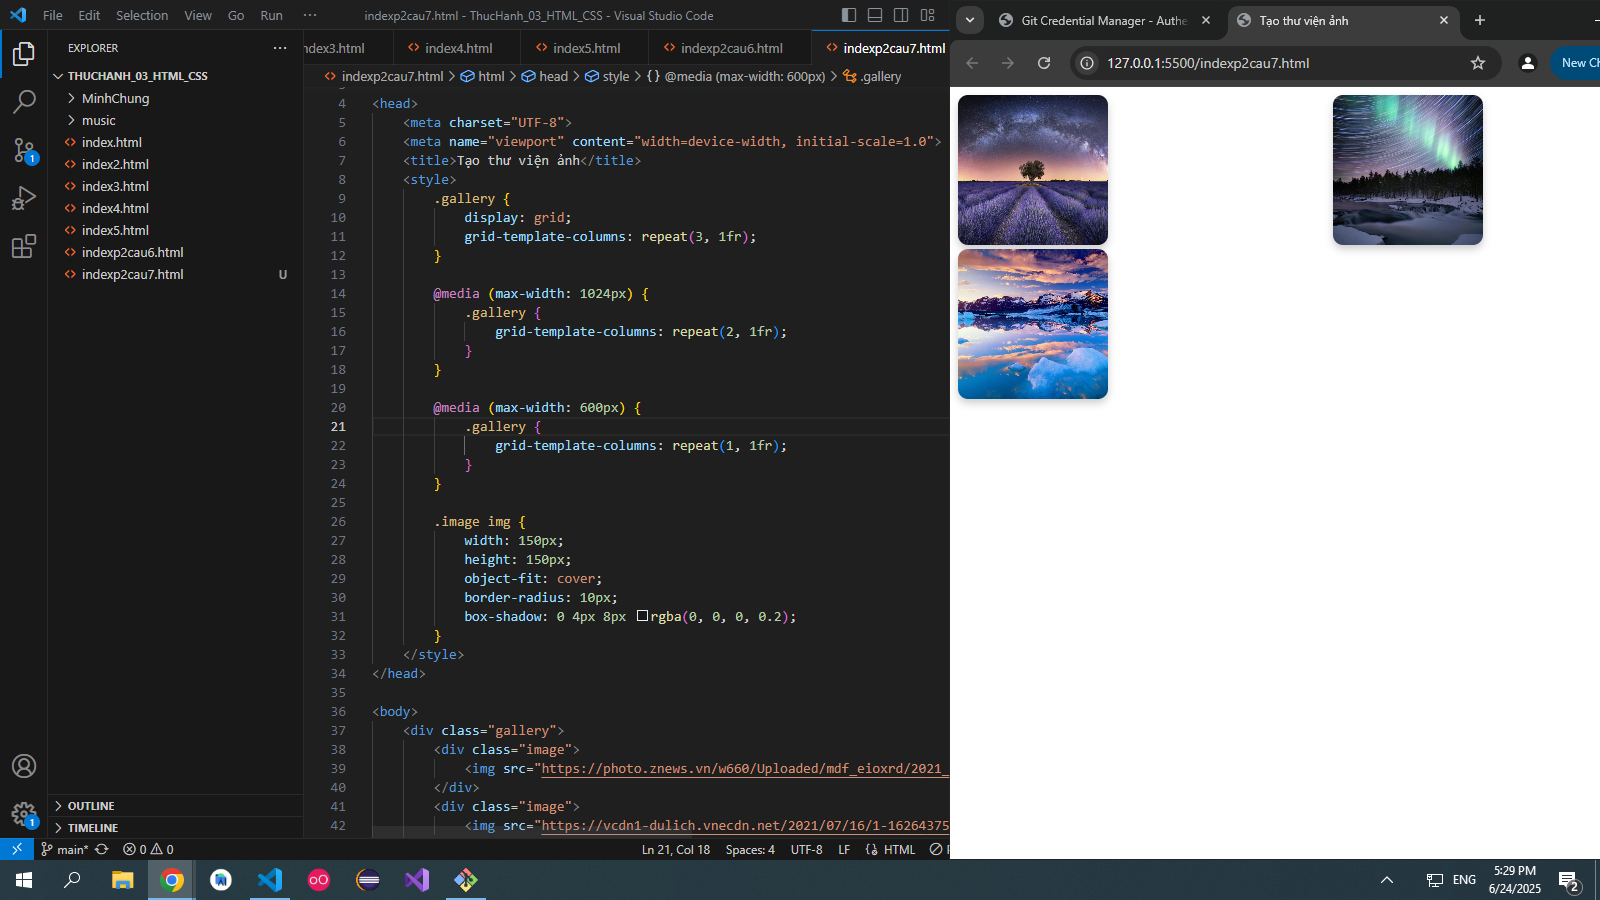 File Edit Selection View Go Run ··· indexp2cau7.html - ThucHanh_03_HTML_CSS - Visual Studio Code
EXPLORER ···
THUCHANH_03_HTML_CSS
MinhChung
music
index.html
index2.html
index3.html
index4.html
index5.html
indexp2cau6.html
indexp2cau7.html U
OUTLINE
TIMELINE
ndex3.html index4.html index5.html indexp2cau6.html indexp2cau7.html
indexp2cau7.html > html > head > style > {} @media (max-width: 600px) > .gallery
4 <head>
5 <meta charset="UTF-8">
6 <meta name="viewport" content="width=device-width, initial-scale=1.0">
7 <title>Tạo thư viện ảnh</title>
8 <style>
9 .gallery {
10 display: grid;
11 grid-template-columns: repeat(3, 1fr);
12 }
13
14 @media (max-width: 1024px) {
15 .gallery {
16 grid-template-columns: repeat(2, 1fr);
17 }
18 }
19
20 @media (max-width: 600px) {
21 .gallery {
22 grid-template-columns: repeat(1, 1fr);
23 }
24 }
25
26 .image img {
27 width: 150px;
28 height: 150px;
29 object-fit: cover;
30 border-radius: 10px;
31 box-shadow: 0 4px 8px rgba(0, 0, 0, 0.2);
32 }
33 </style>
34 </head>
35
36 <body>
37 <div class="gallery">
38 <div class="image">
39 <img src="https://photo.znews.vn/w660/Uploaded/mdf_eioxrd/2021_
40 </div>
41 <div class="image">
42 <img src="https://vcdn1-dulich.vnecdn.net/2021/07/16/1-16264375
main* 0 0 Ln 21, Col 18 Spaces: 4 UTF-8 LF {} HTML
Git Credential Manager - Authe Tạo thư viện ảnh
127.0.0.1:5500/indexp2cau7.html New Ch
1
1
ENG
5:29 PM
6/24/2025
2